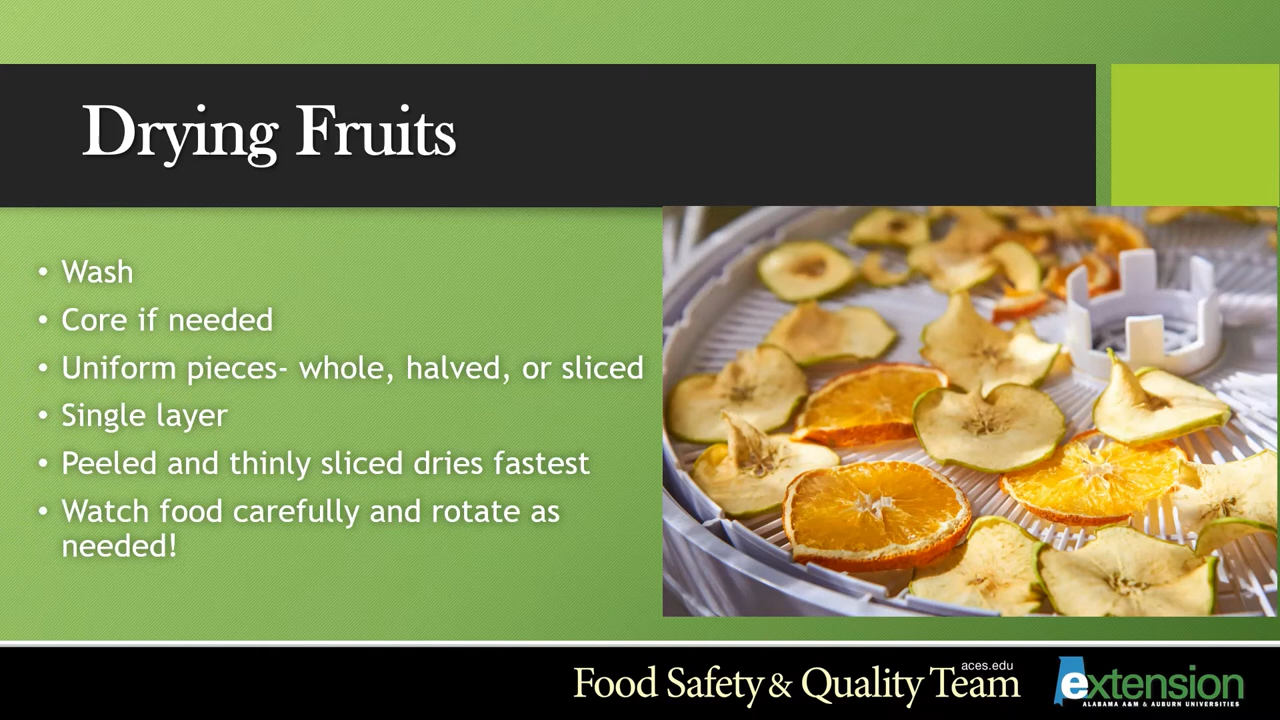 Drying Fruits
• Wash
• Core if needed
• Uniform pieces- whole, halved, or sliced
• Single layer
• Peeled and thinly sliced dries fastest
• Watch food carefully and rotate as
needed!
aces.edu
Food Safety & Quality Team
extension
ALABAMA A&M & AUBURN UNIVERSITIES